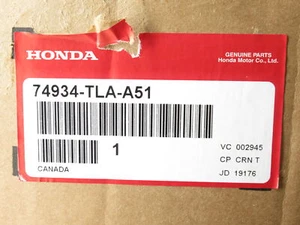 HONDA
GENUINE PARTS
Honda Motor Co., Ltd.
74934-TLA-A51
1
VC 002945
CP CRN T
CANADA
JD 19176